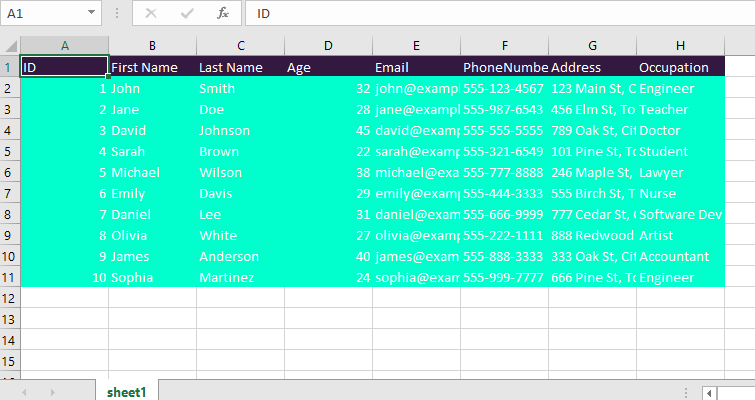 A1 fx ID
A B C D E F G H
1 ID First Name Last Name Age Email PhoneNumbe Address Occupation
2 1 John Smith 32 john@exampl 555-123-4567 123 Main St, C Engineer
3 2 Jane Doe 28 jane@exampl 555-987-6543 456 Elm St, To Teacher
4 3 David Johnson 45 david@exam 555-555-5555 789 Oak St, Cit Doctor
5 4 Sarah Brown 22 sarah@exam 555-321-6549 101 Pine St, To Student
6 5 Michael Wilson 38 michael@exa 555-777-8888 246 Maple St, Lawyer
7 6 Emily Davis 29 emily@examp 555-444-3333 555 Birch St, T Nurse
8 7 Daniel Lee 31 daniel@exam 555-666-9999 777 Cedar St, Software Dev
9 8 Olivia White 27 olivia@examp 555-222-1111 888 Redwood Artist
10 9 James Anderson 40 james@exam 555-888-3333 333 Oak St, Cit Accountant
11 10 Sophia Martinez 24 sophia@exam 555-999-7777 666 Pine St, To Engineer
12
13
14
15
sheet1